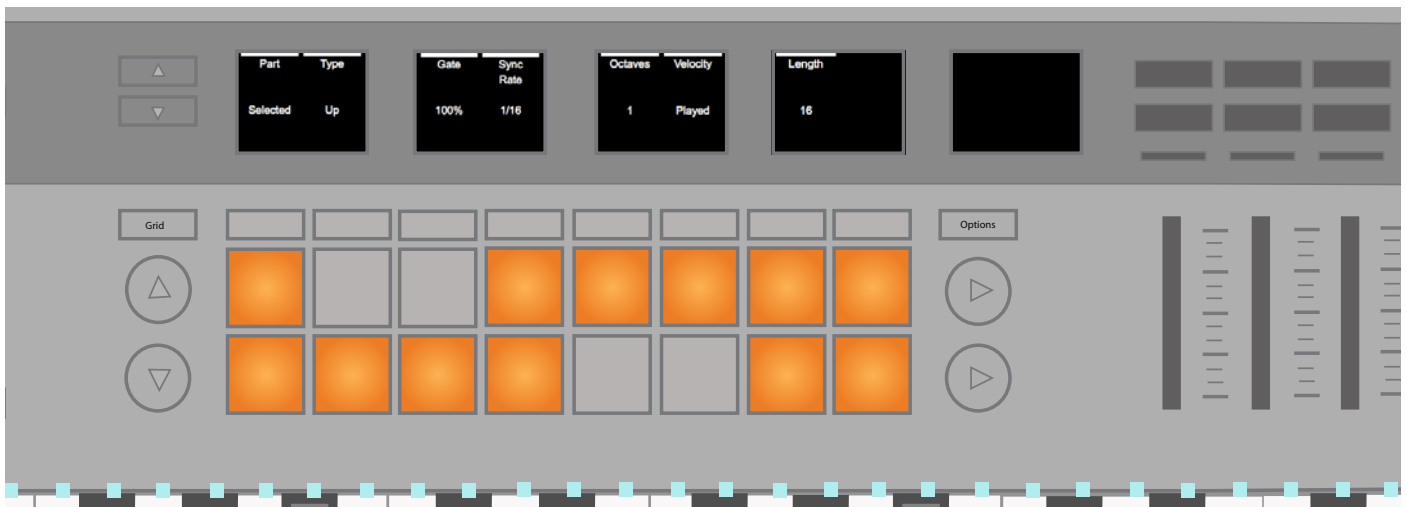 Part Type
Selected Up
Gate Sync
Rate
100% 1/16
Octaves Velocity
1 Played
Length
16
Grid
Options